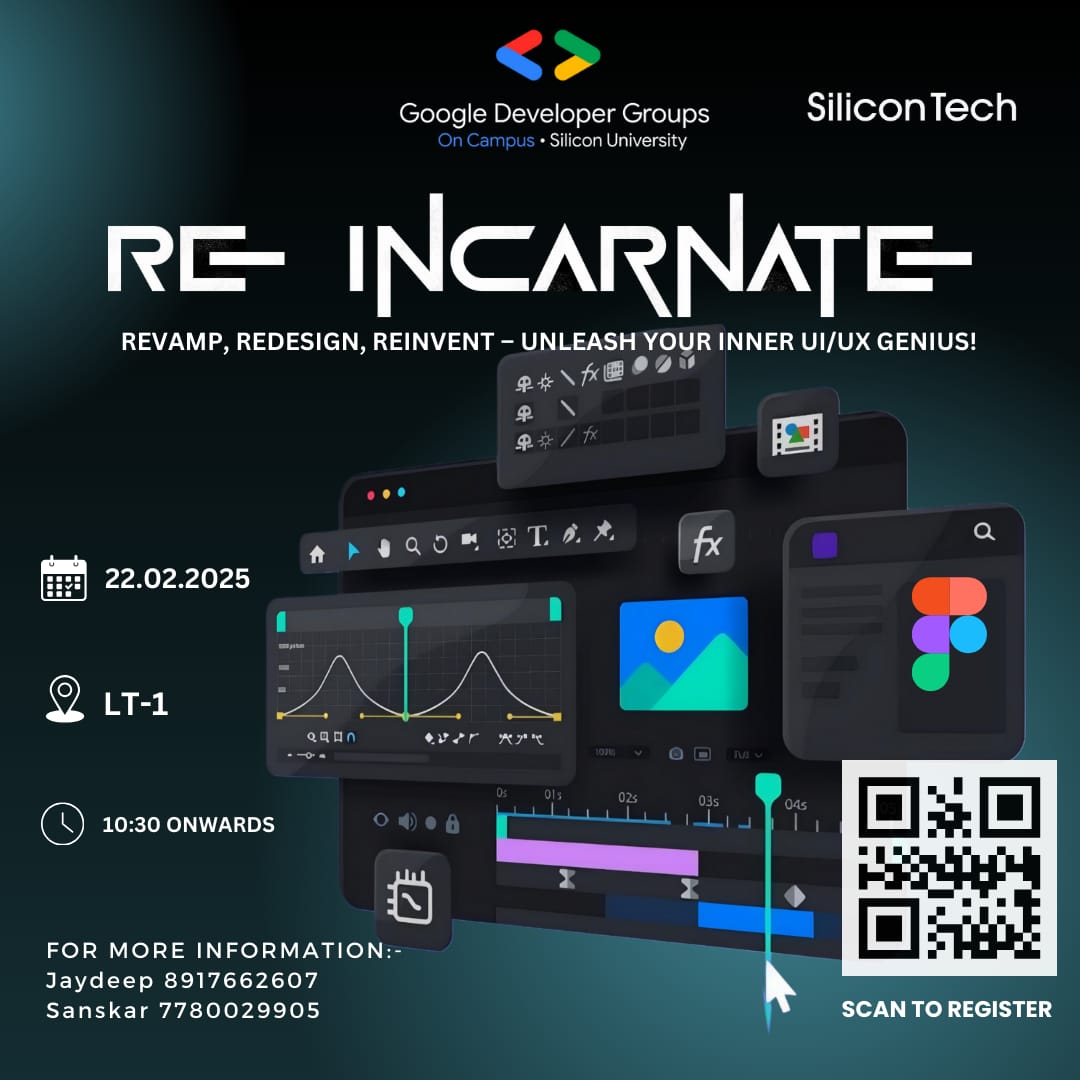 Google Developer Groups
On Campus • Silicon University
SiliconTech
RE- INCARNATE
REVAMP, REDESIGN, REINVENT – UNLEASH YOUR INNER UI/UX GENIUS!
fx
fx
T
fx
22.02.2025
LT-1
10:30 ONWARDS
0s 01s 02s 03s 04s
FOR MORE INFORMATION:-
Jaydeep 8917662607
Sanskar 7780029905
SCAN TO REGISTER